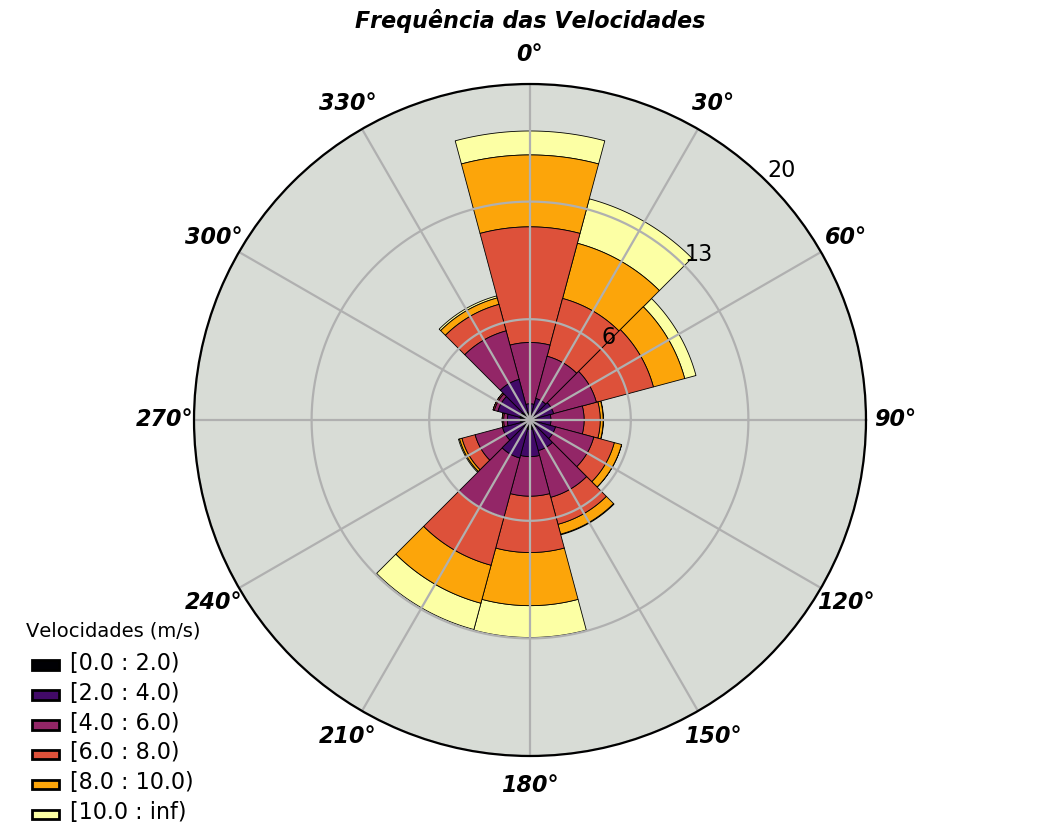 Frequência das Velocidades
0°
330°
30°
20
300°
60°
13
6
270°
90°
240°
120°
210°
150°
180°
Velocidades (m/s)
[0.0 : 2.0)
[2.0 : 4.0)
[4.0 : 6.0)
[6.0 : 8.0)
[8.0 : 10.0)
[10.0 : inf)